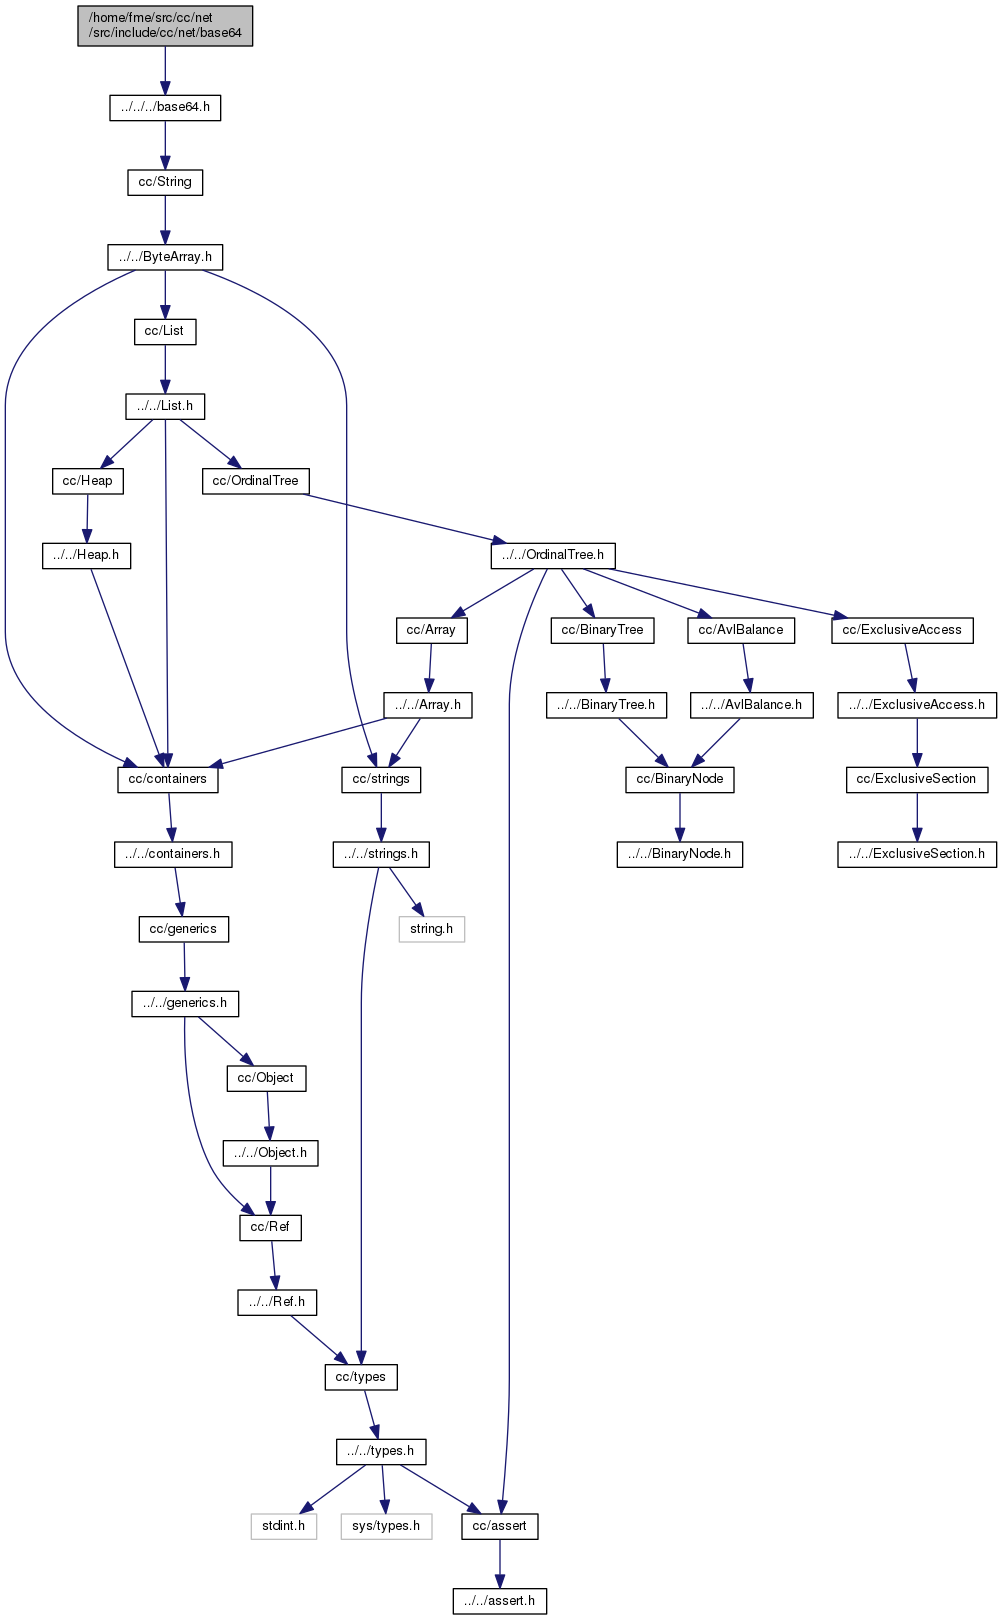 /home/fme/src/cc/net
/src/include/cc/net/base64
../../../base64.h
cc/String
../../ByteArray.h
cc/List
../../List.h
cc/Heap
cc/OrdinalTree
../../Heap.h
../../OrdinalTree.h
cc/Array
cc/BinaryTree
cc/AvlBalance
cc/ExclusiveAccess
../../Array.h
../../BinaryTree.h
../../AvlBalance.h
../../ExclusiveAccess.h
cc/containers
cc/strings
cc/BinaryNode
cc/ExclusiveSection
../../containers.h
../../strings.h
../../BinaryNode.h
../../ExclusiveSection.h
cc/generics
string.h
../../generics.h
cc/Object
../../Object.h
cc/Ref
../../Ref.h
cc/types
../../types.h
stdint.h
sys/types.h
cc/assert
../../assert.h